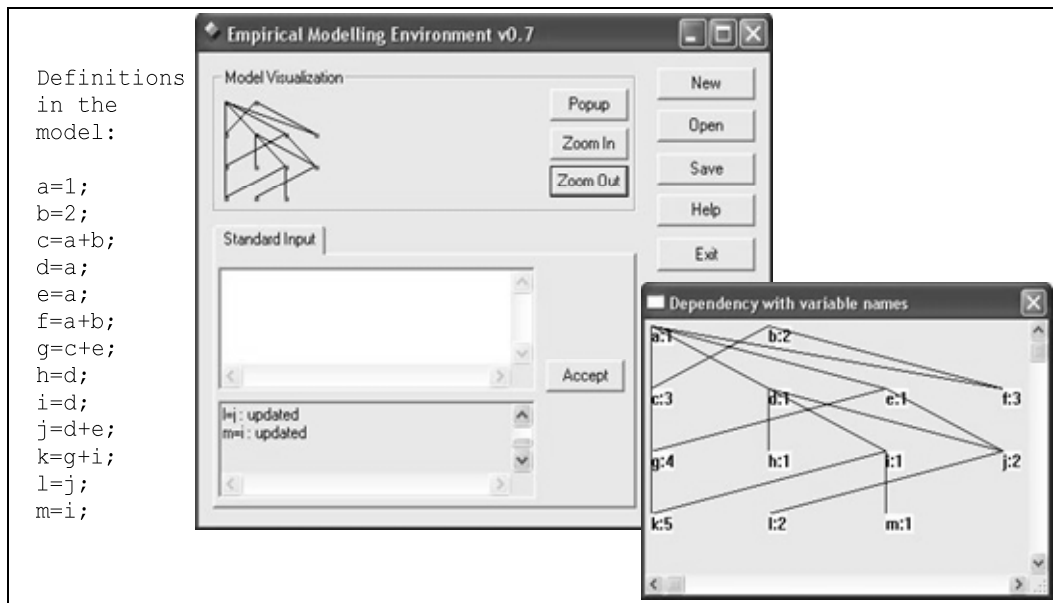 Definitions
in the
model:
a=1;
b=2;
c=a+b;
d=a;
e=a;
f=a+b;
g=c+e;
h=d;
i=d;
j=d+e;
k=g+i;
l=j;
m=i;
Empirical Modelling Environment v0.7
Model Visualization
Popup
Zoom In
Zoom Out
New
Open
Save
Help
Exit
Standard Input
Accept
l=j : updated
m=i : updated
Dependency with variable names
a:1 b:2
c:3 d:1 e:1 f:3
g:4 h:1 i:1 j:2
k:5 l:2 m:1